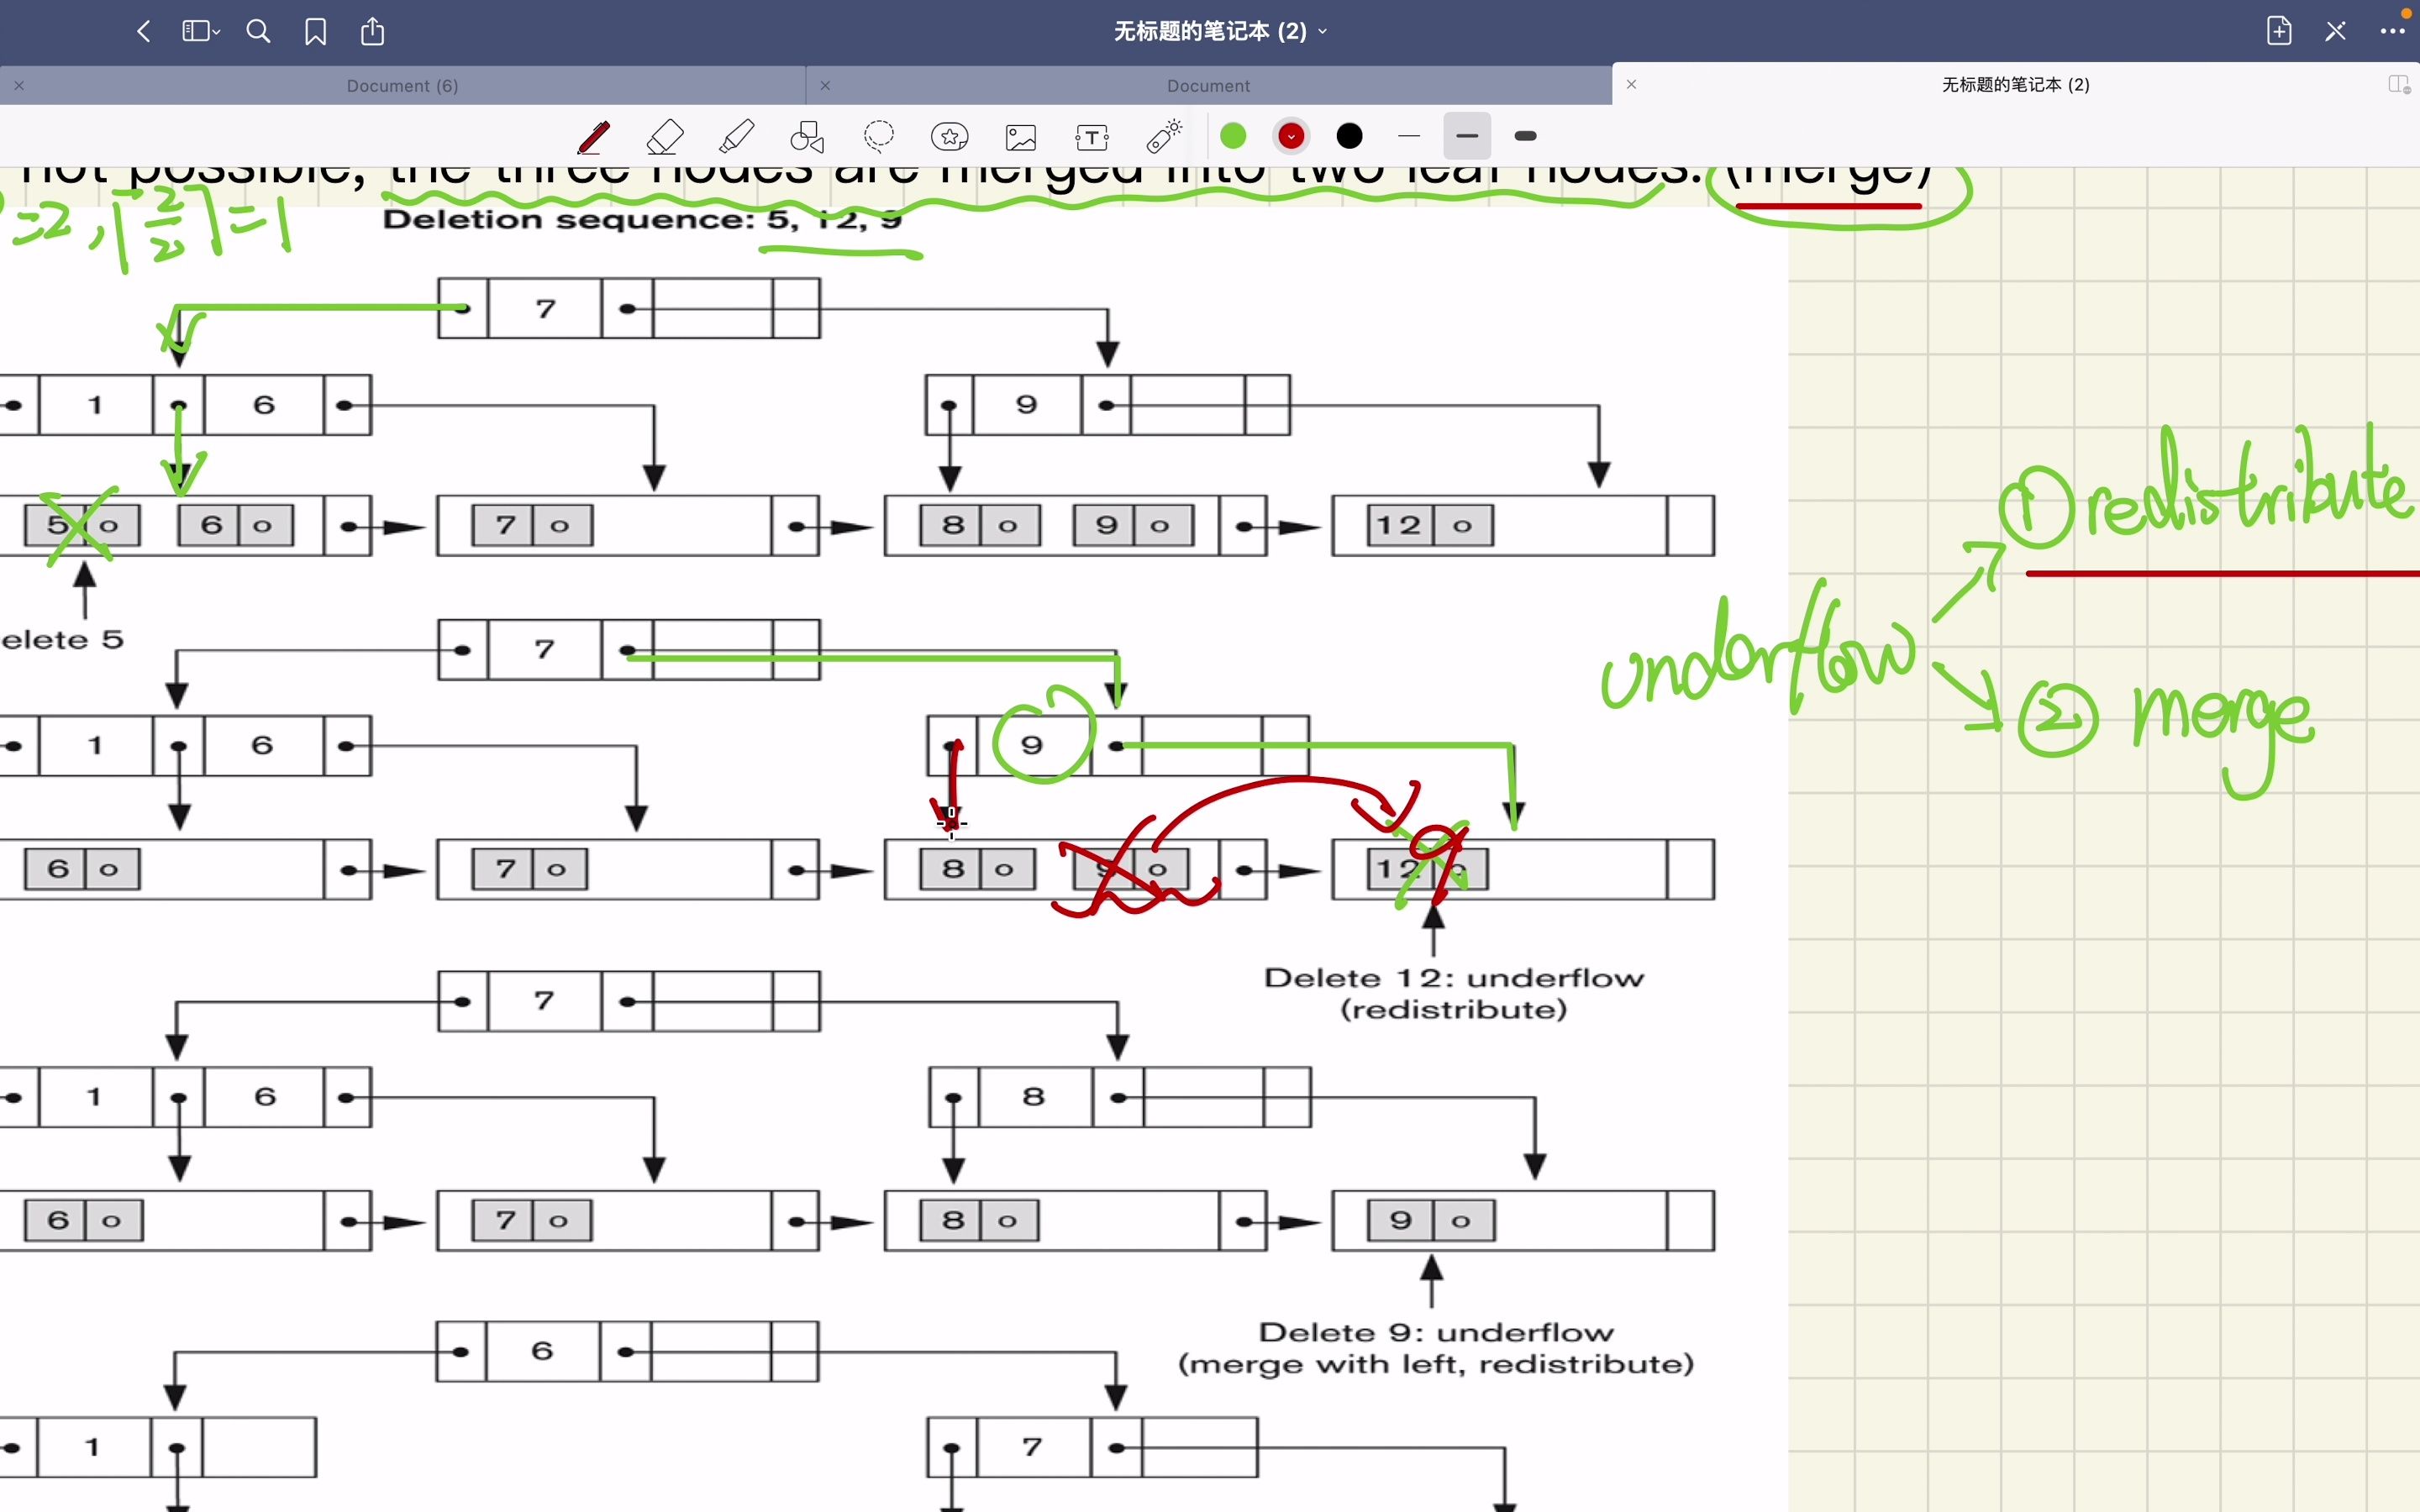 无标题的笔记本 (2)
Document (6)
Document
无标题的笔记本 (2)
not possible, the three nodes are merged into two leaf nodes. (merge)
=2, ⌈2/2⌉=1
Deletion sequence: 5, 12, 9
7
1 6
9
5 o 6 o
7 o
8 o 9 o
12 o
① redistribute
elete 5
underflow
7
② merge
1 6
9
6 o
7 o
8 o 9 o
12 o
9
Delete 12: underflow
(redistribute)
7
1 6
8
6 o
7 o
8 o
9 o
Delete 9: underflow
(merge with left, redistribute)
6
1
7